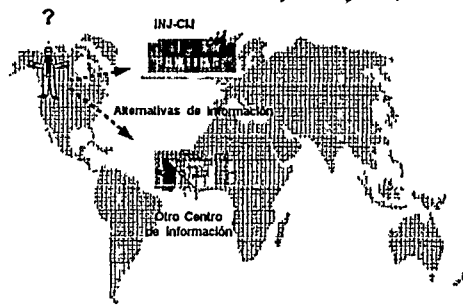 ?
INJ-CIJ
Alternativas de Información
Otro Centro
de Información